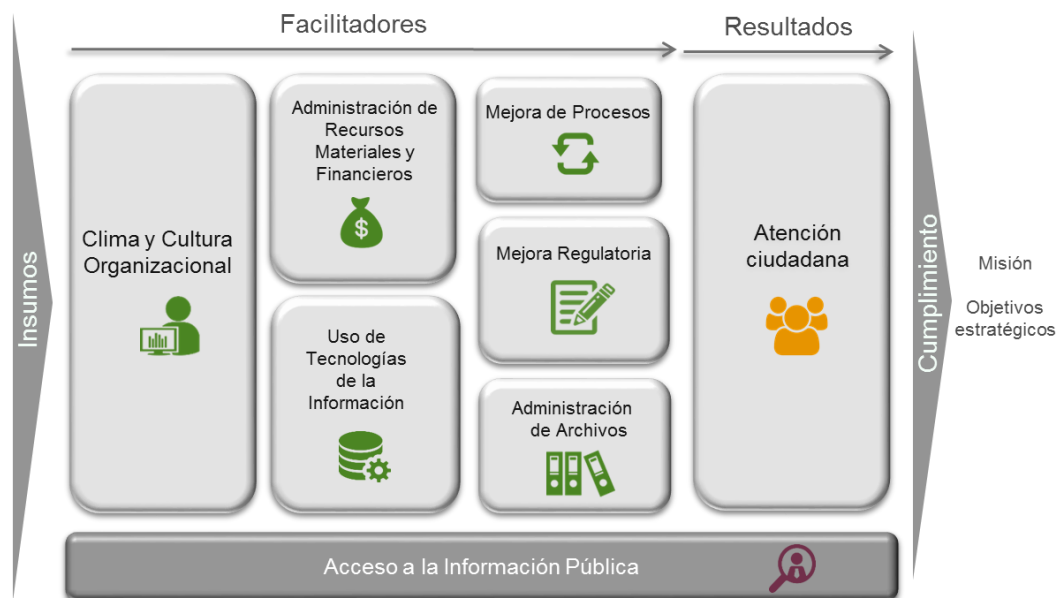 Facilitadores
Resultados
Insumos
Clima y Cultura
Organizacional
Administración de
Recursos
Materiales y
Financieros
$
Uso de
Tecnologías
de la
Información
Mejora de Procesos
Mejora Regulatoria
Administración
de Archivos
Atención
ciudadana
Cumplimiento
Misión
Objetivos
estratégicos
Acceso a la Información Pública